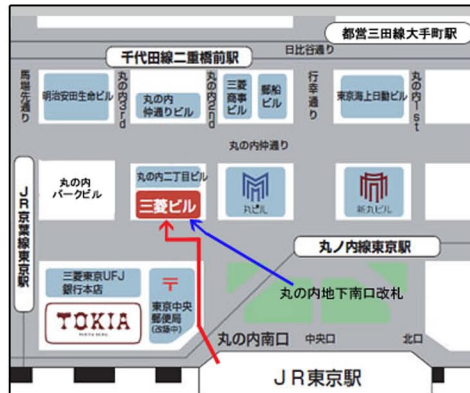 都営三田線大手町駅
日比谷通り
千代田線二重橋前駅
馬場先通り
明治安田生命ビル
丸の内3rd
丸の内
仲通りビル
丸の内2nd
三菱
商事
ビル
郵船
ビル
行幸通り
東京海上日動ビル
丸の内1st
丸の内仲通り
丸の内
パークビル
丸の内二丁目ビル
三菱ビル
丸ビル
新丸ビル
JR京葉線東京駅
丸ノ内線東京駅
三菱東京UFJ
銀行本店
TOKIA
〒
東京中央
郵便局
(改築中)
丸の内地下南口改札
丸の内南口
中央口
北口
JR東京駅